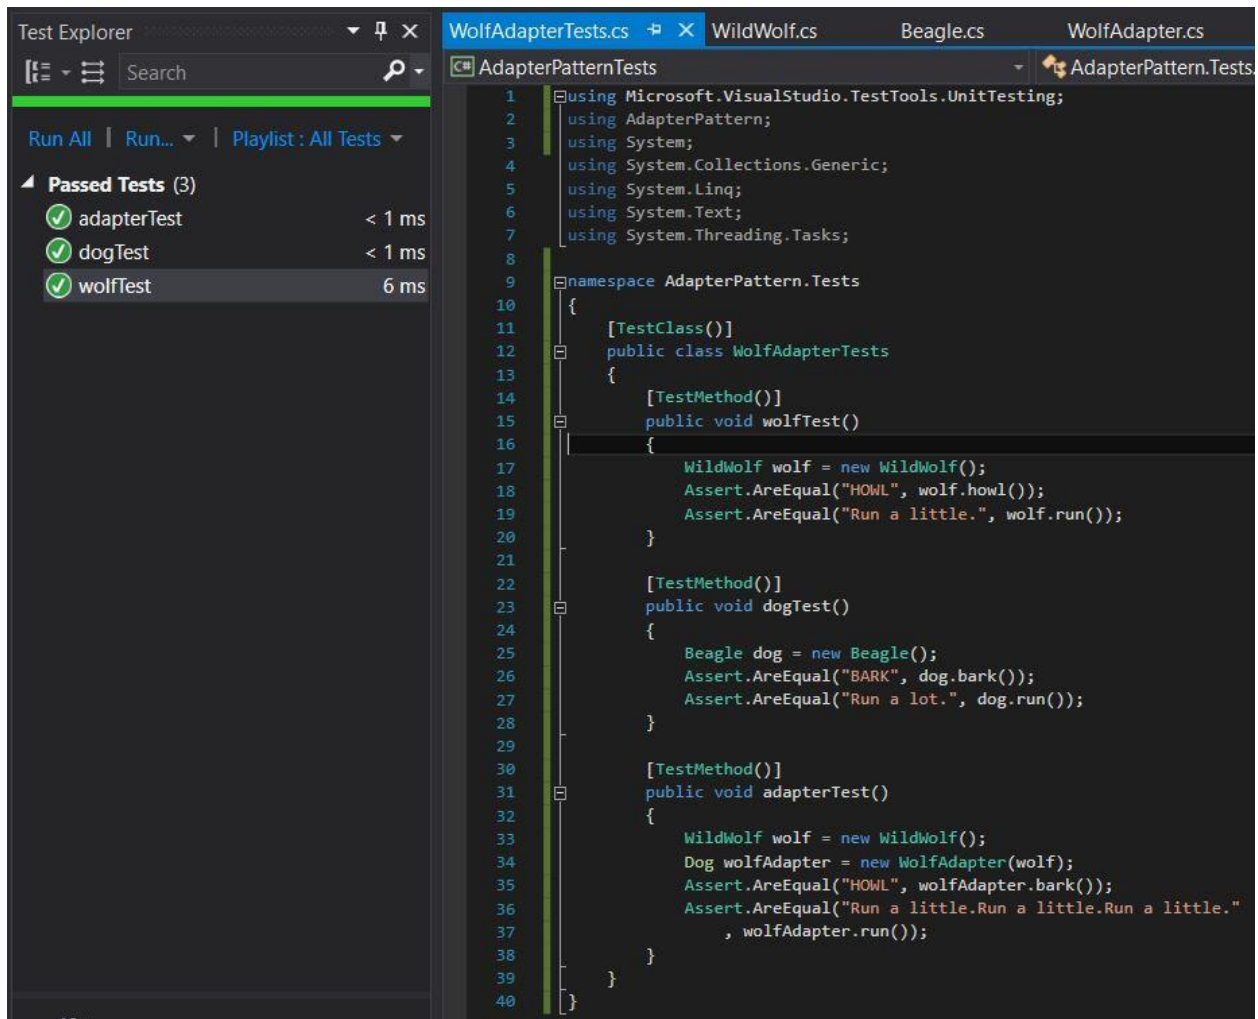 Test Explorer
Search
Run All | Run... | Playlist : All Tests
Passed Tests (3)
adapterTest < 1 ms
dogTest < 1 ms
wolfTest 6 ms
WolfAdapterTests.cs WildWolf.cs Beagle.cs WolfAdapter.cs
C# AdapterPatternTests AdapterPattern.Tests.
1 using Microsoft.VisualStudio.TestTools.UnitTesting;
2 using AdapterPattern;
3 using System;
4 using System.Collections.Generic;
5 using System.Linq;
6 using System.Text;
7 using System.Threading.Tasks;
8
9 namespace AdapterPattern.Tests
10 {
11 [TestClass()]
12 public class WolfAdapterTests
13 {
14 [TestMethod()]
15 public void wolfTest()
16 {
17 WildWolf wolf = new WildWolf();
18 Assert.AreEqual("HOWL", wolf.howl());
19 Assert.AreEqual("Run a little.", wolf.run());
20 }
21
22 [TestMethod()]
23 public void dogTest()
24 {
25 Beagle dog = new Beagle();
26 Assert.AreEqual("BARK", dog.bark());
27 Assert.AreEqual("Run a lot.", dog.run());
28 }
29
30 [TestMethod()]
31 public void adapterTest()
32 {
33 WildWolf wolf = new WildWolf();
34 Dog wolfAdapter = new WolfAdapter(wolf);
35 Assert.AreEqual("HOWL", wolfAdapter.bark());
36 Assert.AreEqual("Run a little.Run a little.Run a little."
37 , wolfAdapter.run());
38 }
39 }
40 }